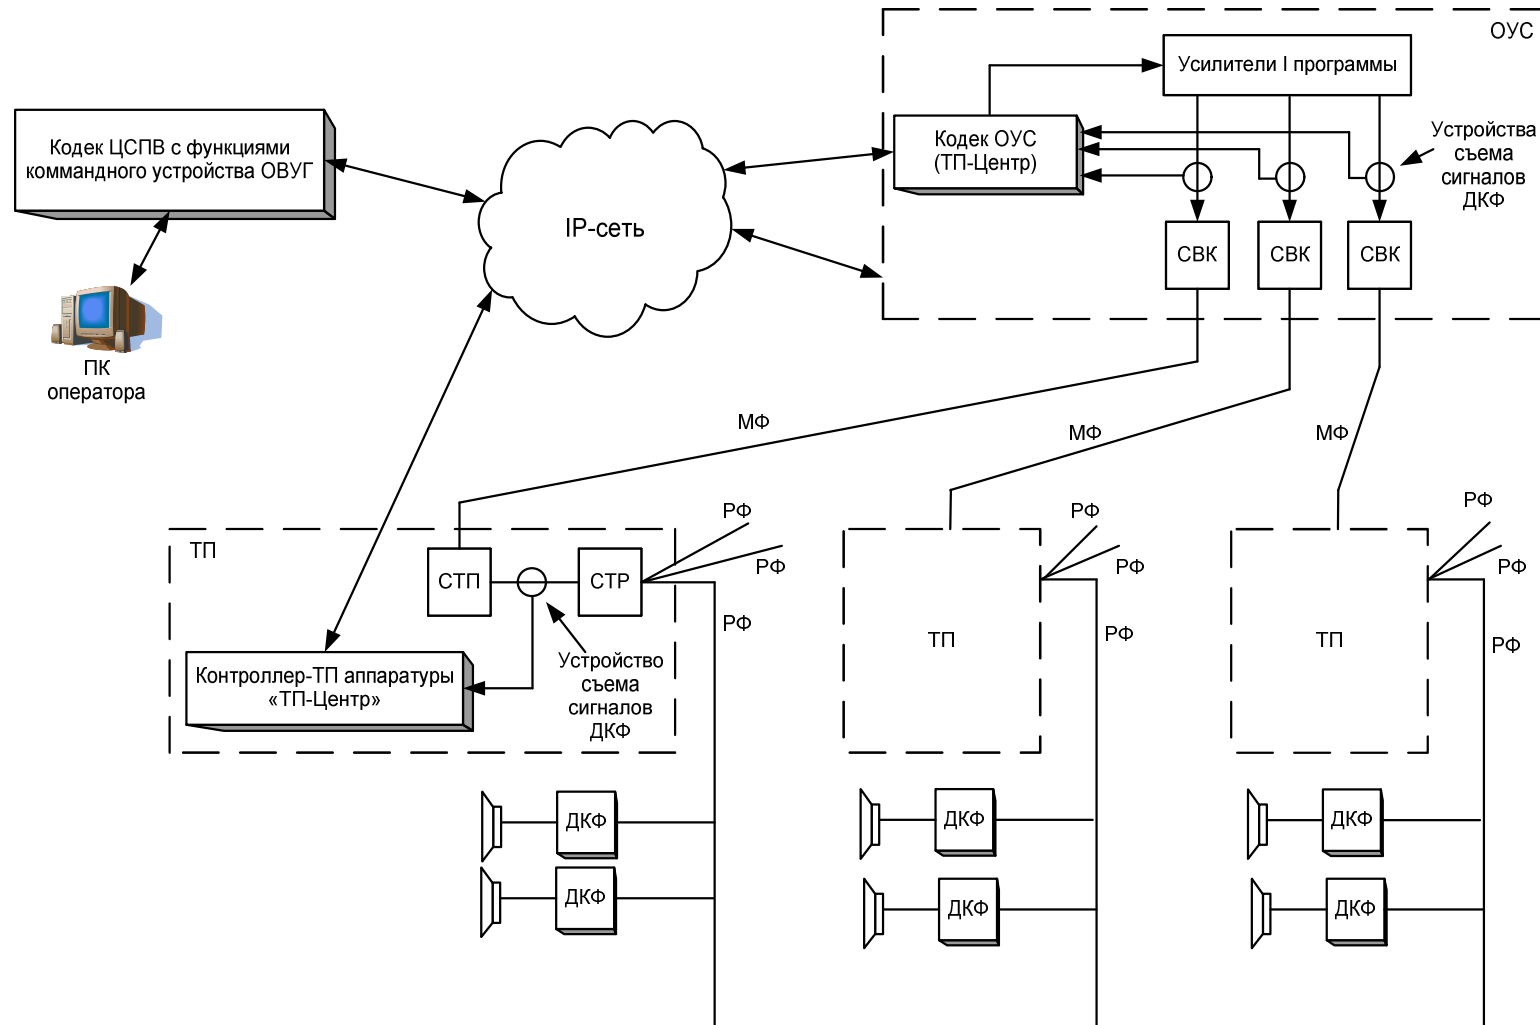 ОУС
Усилители I программы
Кодек ЦСПВ с функциями
коммандного устройства ОВУГ
Кодек ОУС
(ТП-Центр)
Устройства
съема
сигналов
ДКФ
IP-сеть
СВК
СВК
СВК
ПК
оператора
МФ
МФ
МФ
ТП
РФ
РФ
РФ
СТП
СТР
РФ
РФ
РФ
РФ
РФ
РФ
ТП
ТП
Контроллер-ТП аппаратуры
«ТП-Центр»
Устройство
съема
сигналов
ДКФ
ДКФ
ДКФ
ДКФ
ДКФ
ДКФ
ДКФ